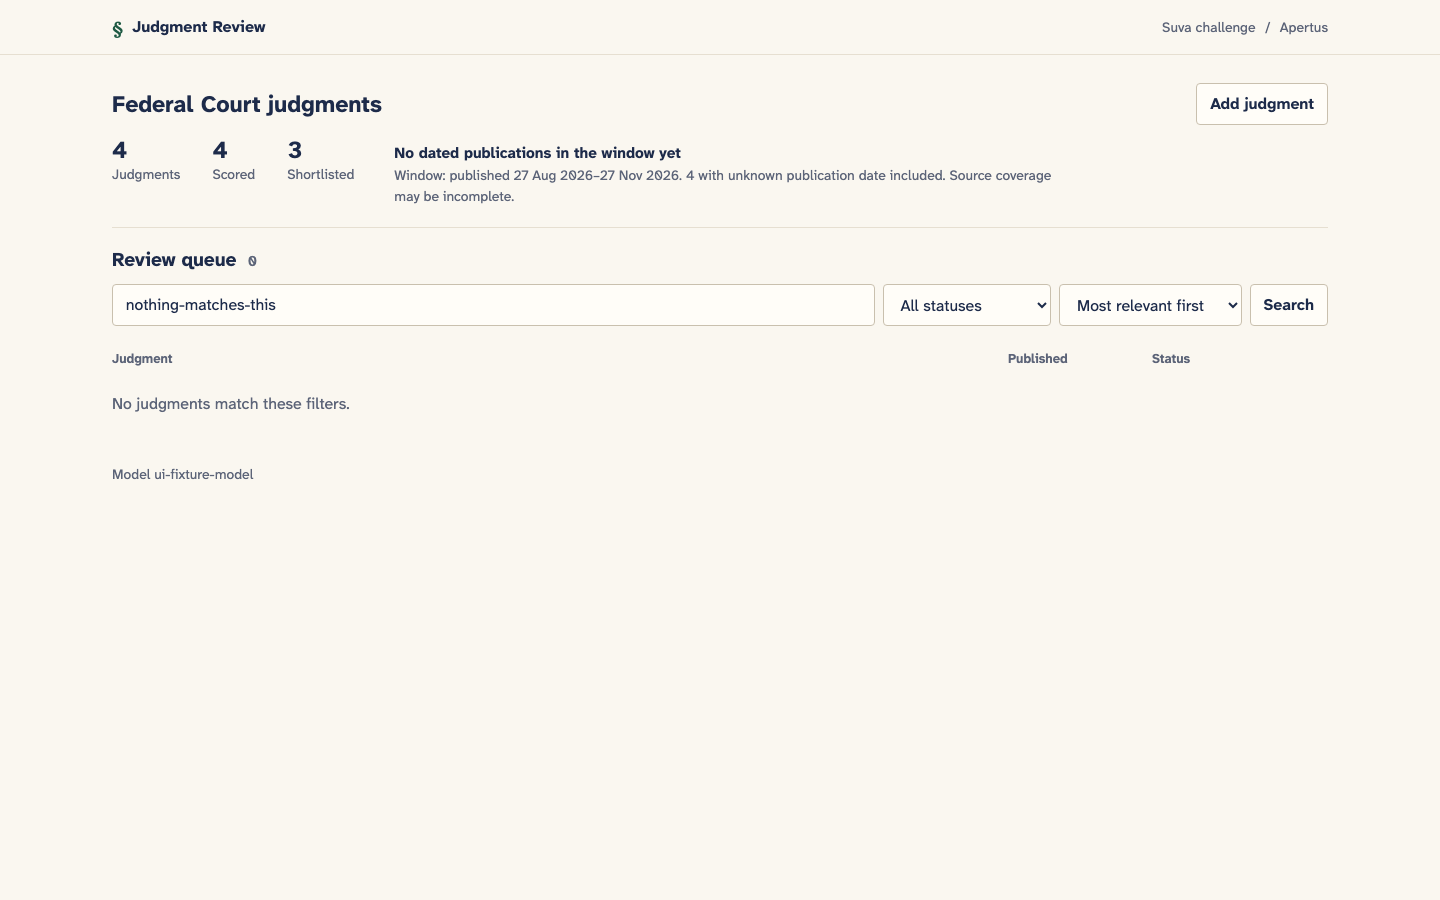 § Judgment Review
Suva challenge / Apertus
Federal Court judgments
Add judgment
4
Judgments
4
Scored
3
Shortlisted
No dated publications in the window yet
Window: published 27 Aug 2026–27 Nov 2026. 4 with unknown publication date included. Source coverage
may be incomplete.
Review queue 0
nothing-matches-this
All statuses
Most relevant first
Search
Judgment
Published
Status
No judgments match these filters.
Model ui-fixture-model